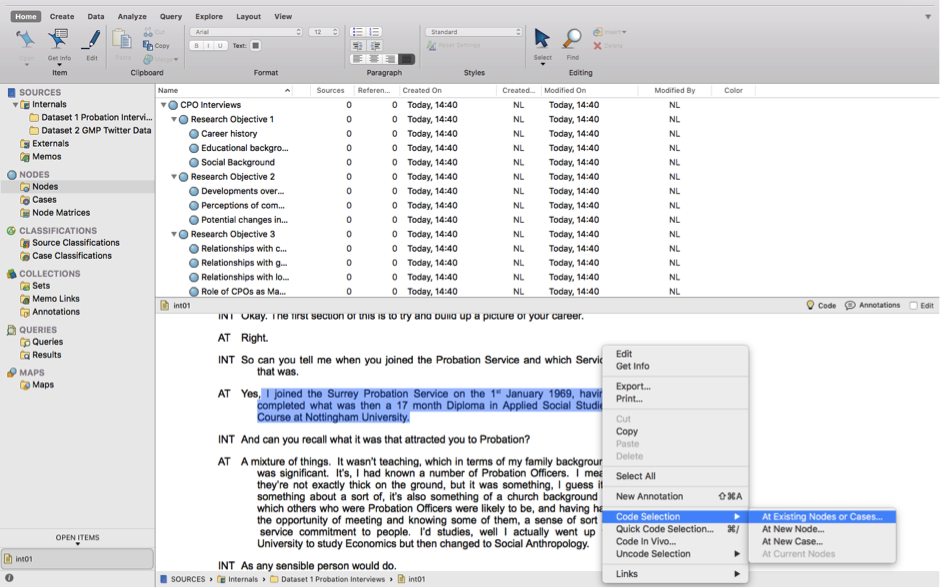 Home Create Data Analyze Query Explore Layout View
Arial 12 Standard
Cut
Copy
Merge
B I U Text:
Reset Settings
Insert
Delete
Open Get Info Edit Paste Select Find
Item Clipboard Format Paragraph Styles Editing
SOURCES
Internals
Dataset 1 Probation Intervi...
Dataset 2 GMP Twitter Data
Externals
Memos
NODES
Nodes
Cases
Node Matrices
CLASSIFICATIONS
Source Classifications
Case Classifications
COLLECTIONS
Sets
Memo Links
Annotations
QUERIES
Queries
Results
MAPS
Maps
OPEN ITEMS
int01
Name Sources Referen... Created On Created... Modified On Modified By Color
CPO Interviews 0 0 Today, 14:40 NL Today, 14:40 NL
Research Objective 1 0 0 Today, 14:40 NL Today, 14:40 NL
Career history 0 0 Today, 14:40 NL Today, 14:40 NL
Educational backgro... 0 0 Today, 14:40 NL Today, 14:40 NL
Social Background 0 0 Today, 14:40 NL Today, 14:40 NL
Research Objective 2 0 0 Today, 14:40 NL Today, 14:40 NL
Developments over... 0 0 Today, 14:40 NL Today, 14:40 NL
Perceptions of com... 0 0 Today, 14:40 NL Today, 14:40 NL
Potential changes in... 0 0 Today, 14:40 NL Today, 14:40 NL
Research Objective 3 0 0 Today, 14:40 NL Today, 14:40 NL
Relationships with c... 0 0 Today, 14:40 NL Today, 14:40 NL
Relationships with g... 0 0 Today, 14:40 NL Today, 14:40 NL
Relationships with lo... 0 0 Today, 14:40 NL Today, 14:40 NL
Role of CPOs as Ma... 0 0 Today, 14:40 NL Today, 14:40 NL
int01 Code Annotations Edit
INT Okay. The first section of this is to try and build up a picture of your career.
AT Right.
INT So can you tell me when you joined the Probation Service and which Servic
that was.
AT Yes, I joined the Surrey Probation Service on the 1st January 1969, havin
completed what was then a 17 month Diploma in Applied Social Studie
Course at Nottingham University.
INT And can you recall what it was that attracted you to Probation?
AT A mixture of things. It wasn't teaching, which in terms of my family backgroun
was significant. It's, I had known a number of Probation Officers. I mea
they're not exactly thick on the ground, but it was something, I guess it
something about a sort of, it's also something of a church background
which others who were Probation Officers were likely to be, and having ha
the opportunity of meeting and knowing some of them, a sense of sort
service commitment to people. I'd studies, well I actually went up
University to study Economics but then changed to Social Anthropology.
INT As any sensible person would do.
Edit
Get Info
Export...
Print...
Cut
Copy
Paste
Delete
Select All
New Annotation ⇧⌘A
Code Selection
Quick Code Selection... ⌘/
Code In Vivo...
Uncode Selection
Links
At Existing Nodes or Cases...
At New Node...
At New Case...
At Current Nodes
SOURCES Internals Dataset 1 Probation Interviews int01